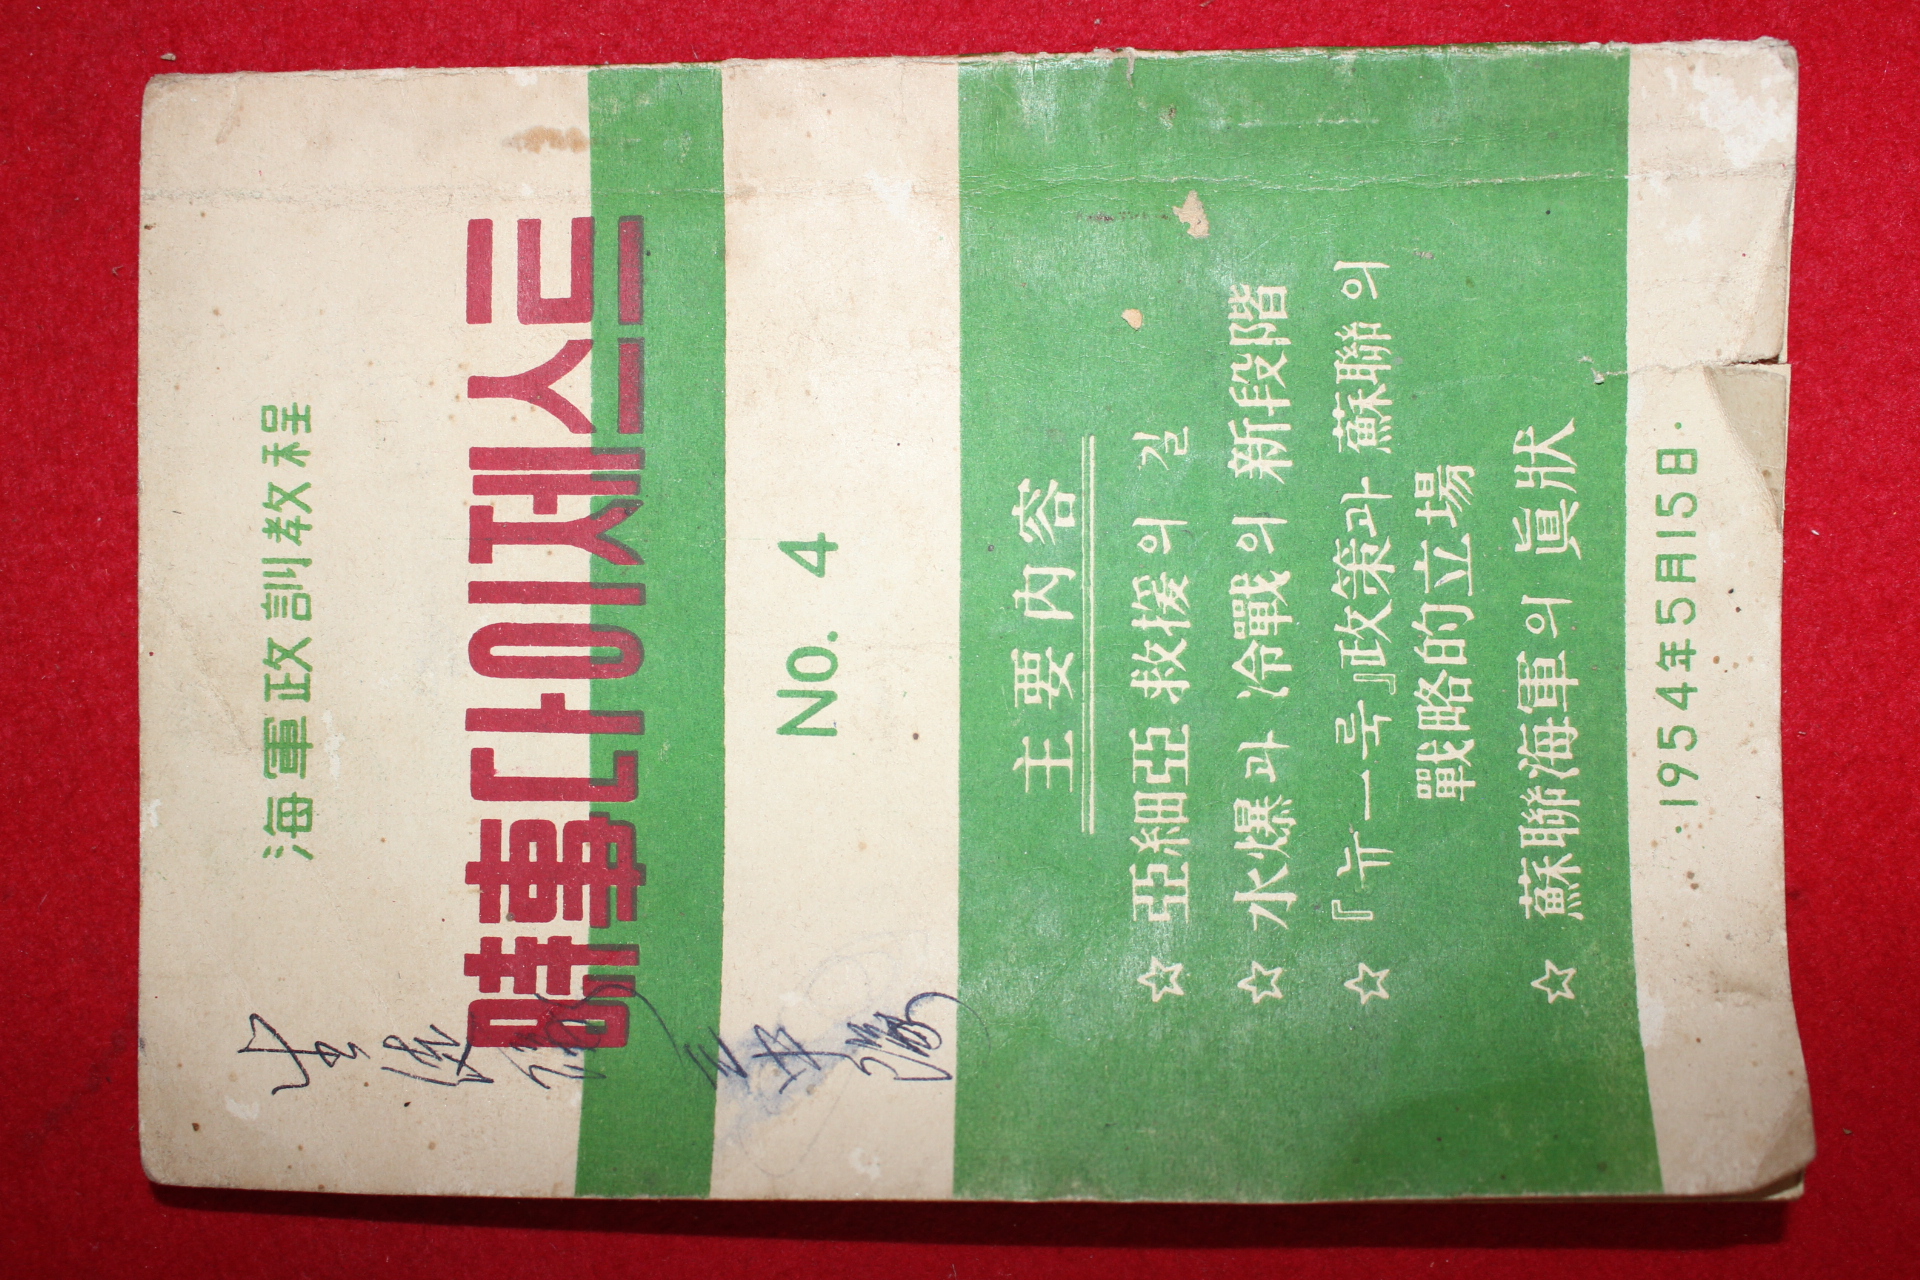 海軍政訓教程
時事다이제스트
No. 4
主要內容
☆ 亞細亞 救援의 길
☆ 水爆과 冷戰의 新段階
☆ 『뉴ー룩』政策과 蘇聯의
戰略的立場
☆ 蘇聯海軍의 眞狀
·1954年5月15日·